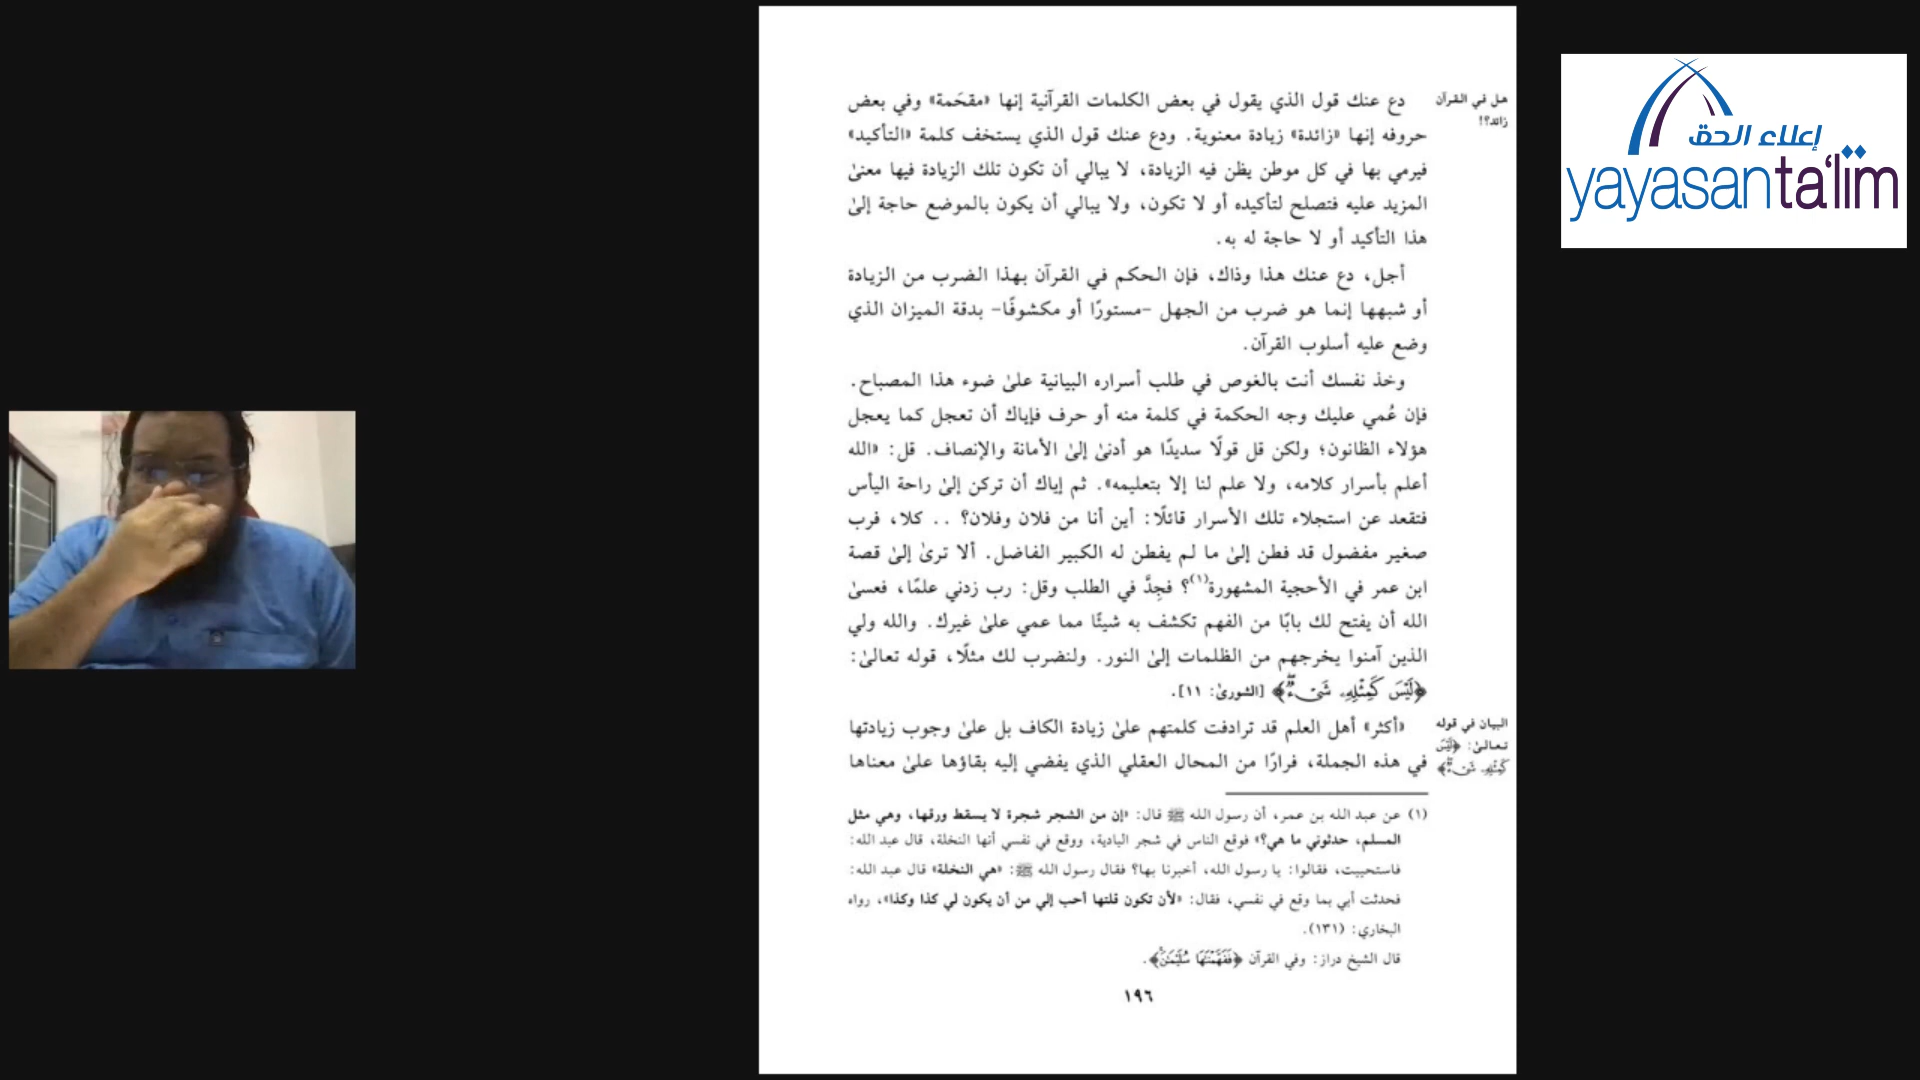 إعلاء الحق
yayasanta'lim
هل في القرآن
زائد؟!
دع عنك قول الذي يقول في بعض الكلمات القرآنية إنها «مقحَمة» وفي بعض
حروفه إنها «زائدة» زيادة معنوية. ودع عنك قول الذي يستخف كلمة «التأكيد»
فيرمي بها في كل موطن يظن فيه الزيادة، لا يبالي أن تكون تلك الزيادة فيها معنىٰ
المزيد عليه فتصلح لتأكيده أو لا تكون، ولا يبالي أن يكون بالموضع حاجة إلىٰ
هذا التأكيد أو لا حاجة له به.
أجل، دع عنك هذا وذاك، فإن الحكم في القرآن بهذا الضرب من الزيادة
أو شبهها إنما هو ضرب من الجهل -مستورًا أو مكشوفًا- بدقة الميزان الذي
وضع عليه أسلوب القرآن.
وخذ نفسك أنت بالغوص في طلب أسراره البيانية علىٰ ضوء هذا المصباح.
فإن عُمي عليك وجه الحكمة في كلمة منه أو حرف فإياك أن تعجل كما يعجل
هؤلاء الظانون؛ ولكن قل قولًا سديدًا هو أدنىٰ إلىٰ الأمانة والإنصاف. قل: «الله
أعلم بأسرار كلامه، ولا علم لنا إلا بتعليمه». ثم إياك أن تركن إلىٰ راحة اليأس
فتقعد عن استجلاء تلك الأسرار قائلًا: أين أنا من فلان وفلان؟ .. كلا، فرب
صغير مفضول قد فطن إلىٰ ما لم يفطن له الكبير الفاضل. ألا ترىٰ إلىٰ قصة
ابن عمر في الأحجية المشهورة(١)؟ فجِدَّ في الطلب وقل: رب زدني علمًا، فعسىٰ
الله أن يفتح لك بابًا من الفهم تكشف به شيئًا مما عمي علىٰ غيرك. والله ولي
الذين آمنوا يخرجهم من الظلمات إلىٰ النور. ولنضرب لك مثلًا، قوله تعالىٰ:
﴿لَيْسَ كَمِثْلِهِۦ شَىْءٌ﴾ [الشورىٰ: ١١].
البيان في قوله
تعالىٰ: ﴿لَيْسَ
كَمِثْلِهِۦ شَىْءٌ﴾
«أكثر» أهل العلم قد ترادفت كلمتهم علىٰ زيادة الكاف بل علىٰ وجوب زيادتها
في هذه الجملة، فرارًا من المحال العقلي الذي يفضي إليه بقاؤها علىٰ معناها
(١) عن عبد الله بن عمر، أن رسول الله ﷺ قال: «إن من الشجر شجرة لا يسقط ورقها، وهي مثل
المسلم، حدثوني ما هي؟» فوقع الناس في شجر البادية، ووقع في نفسي أنها النخلة، قال عبد الله:
فاستحييت، فقالوا: يا رسول الله، أخبرنا بها؟ فقال رسول الله ﷺ: «هي النخلة» قال عبد الله:
فحدثت أبي بما وقع في نفسي، فقال: «لأن تكون قلتها أحب إلي من أن يكون لي كذا وكذا»، رواه
البخاري: (١٣١).
قال الشيخ دراز: وفي القرآن ﴿فَفَهَّمْنَٰهَا سُلَيْمَٰنَ﴾.
١٩٦